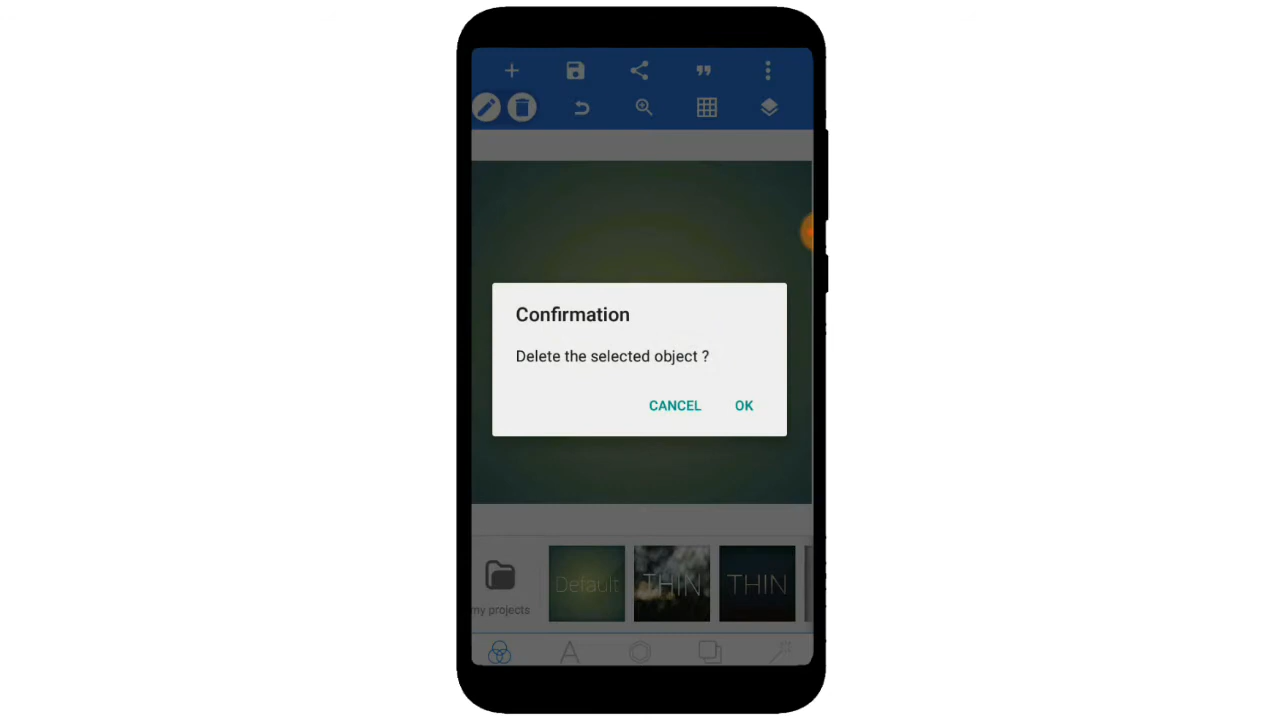 Confirmation
Delete the selected object ?
CANCEL OK
my projects
Default
THIN
THIN